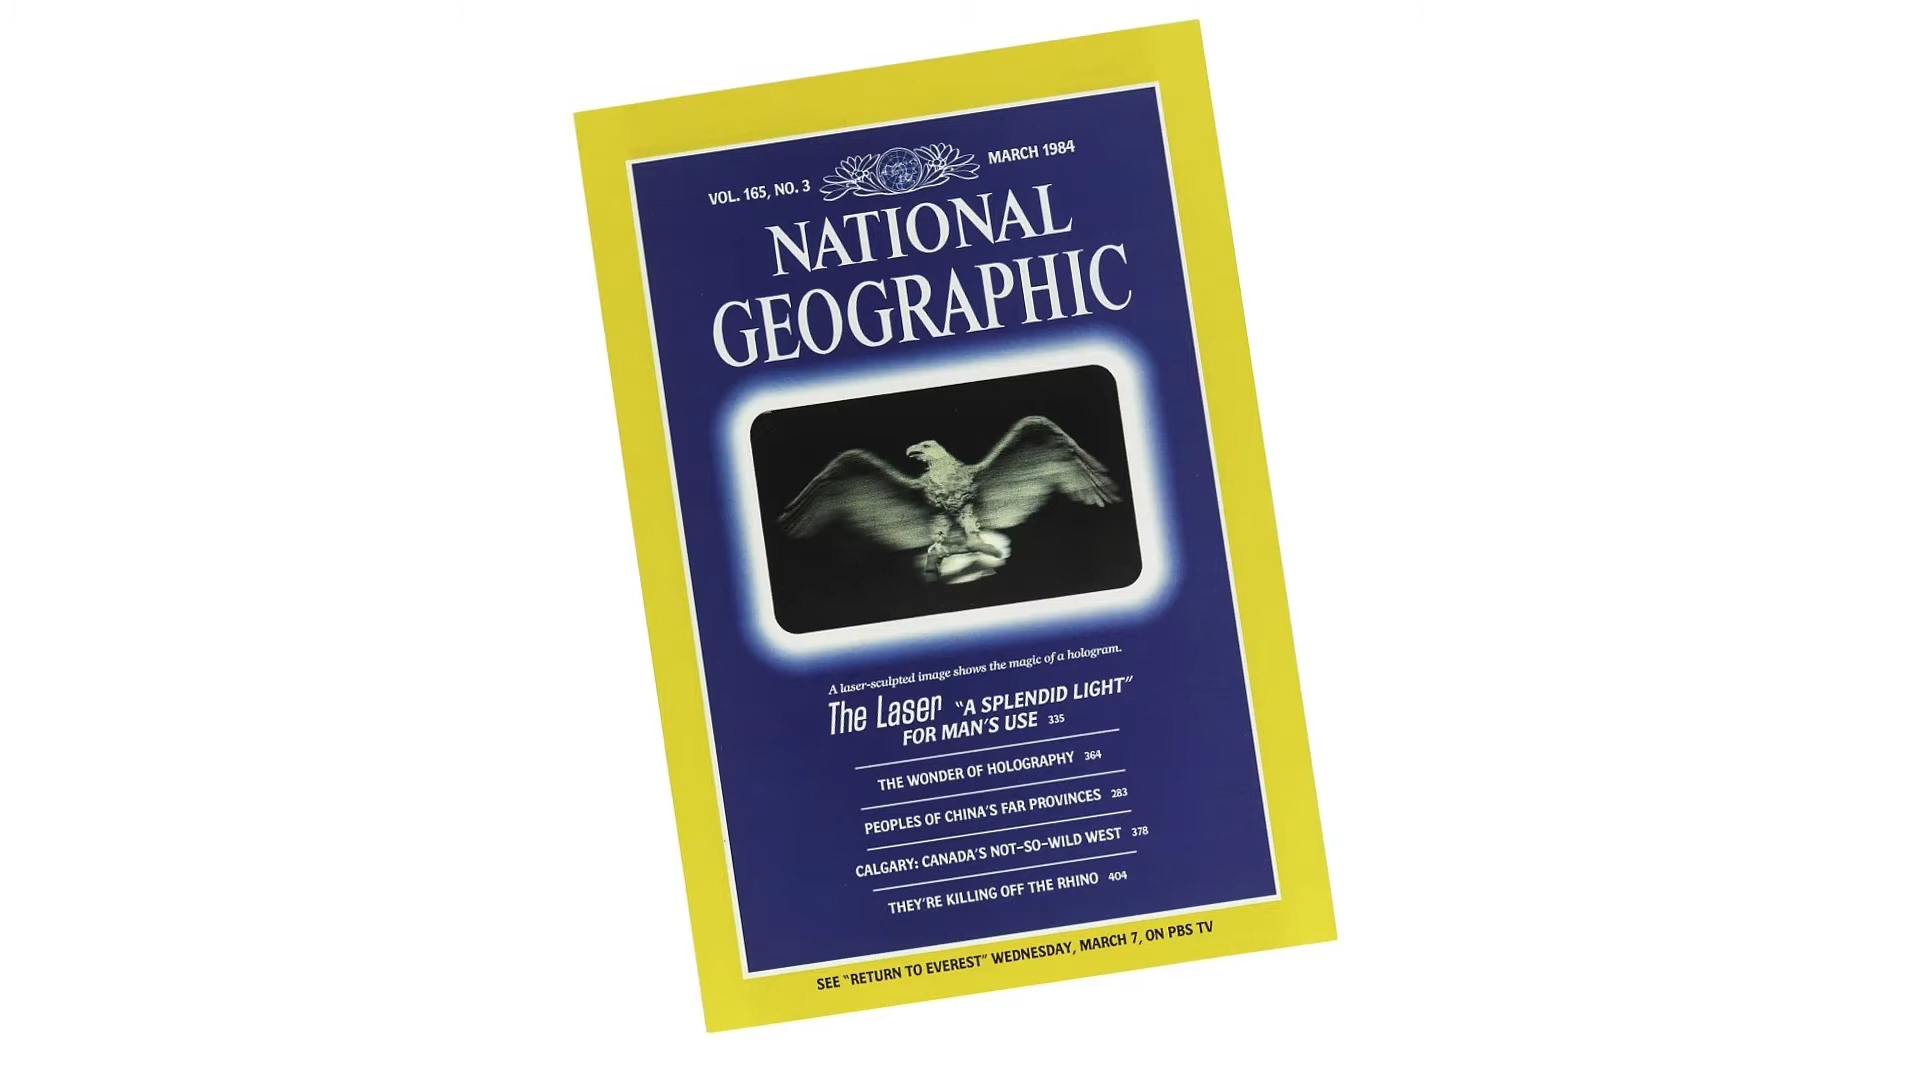 VOL. 165, NO. 3
MARCH 1984
NATIONAL
GEOGRAPHIC
A laser-sculpted image shows the magic of a hologram.
The Laser “A SPLENDID LIGHT”
FOR MAN’S USE 335
THE WONDER OF HOLOGRAPHY 364
PEOPLES OF CHINA’S FAR PROVINCES 283
CALGARY: CANADA’S NOT-SO-WILD WEST 378
THEY’RE KILLING OFF THE RHINO 404
SEE “RETURN TO EVEREST” WEDNESDAY, MARCH 7, ON PBS TV